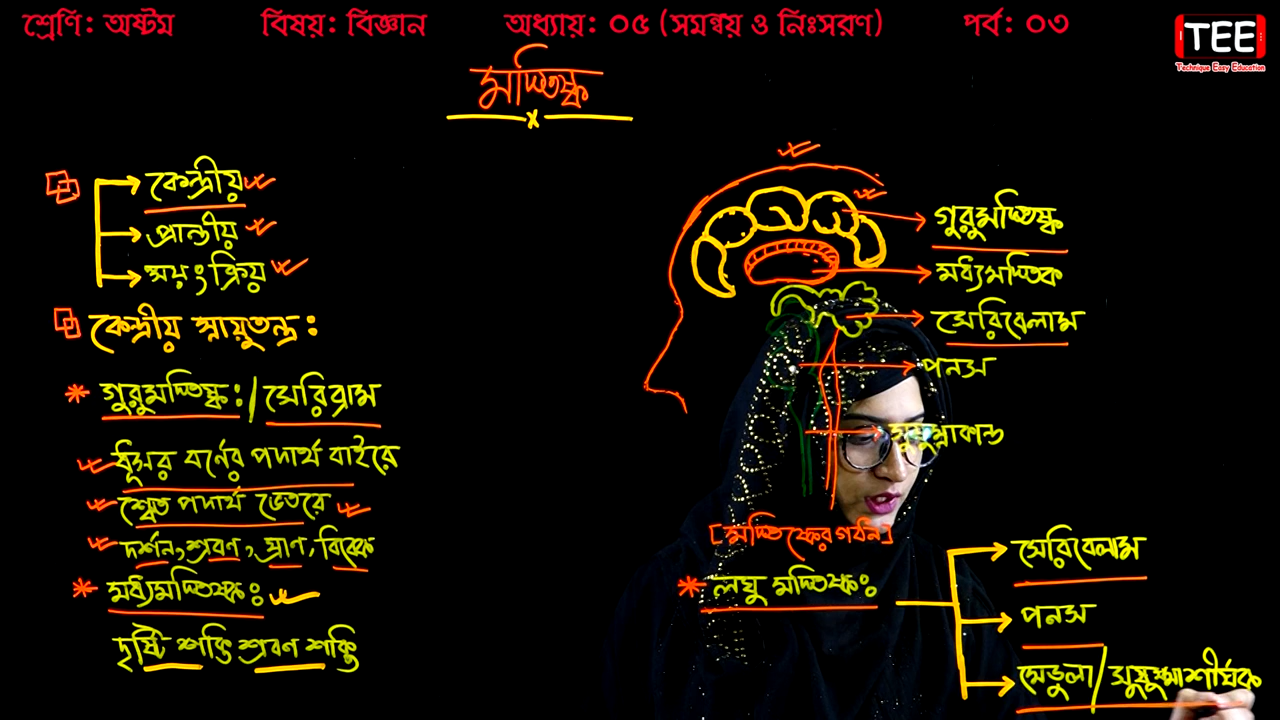 শ্রেণি: অষ্টম বিষয়: বিজ্ঞান অধ্যায়: ০৫ (সমন্বয় ও নিঃসরণ) পর্ব: ০৩
TEE
Technique Easy Education
মস্তিষ্ক
কেন্দ্রীয়
প্রান্তীয়
স্বয়ংক্রিয়
কেন্দ্রীয় স্নায়ুতন্ত্র:
* গুরুমস্তিষ্ক:/সেরিব্রাম
ধূসর বর্ণের পদার্থ বাইরে
শ্বেত পদার্থ ভেতরে
দর্শন, শ্রবণ, ঘ্রাণ, বিবেক
* মধ্যমস্তিষ্ক:
দৃষ্টি শক্তি শ্রবণ শক্তি
গুরুমস্তিষ্ক
মধ্যমস্তিক
সেরিবেলাম
পনস
সুষুম্নাকান্ড
[মস্তিষ্কের গঠন]
* লঘু মস্তিষ্ক:
সেরিবেলাম
পনস
মেডুলা/সুষুম্নাশীর্ষক